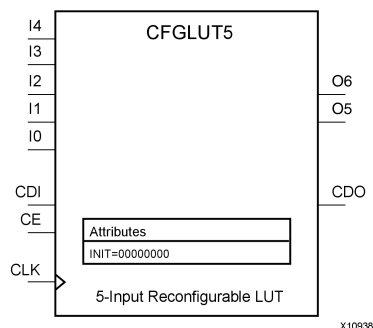 CFGLUT5
I4
I3
I2
I1
I0
CDI
CE
CLK
O6
O5
CDO
Attributes
INIT=00000000
5-Input Reconfigurable LUT
X10938